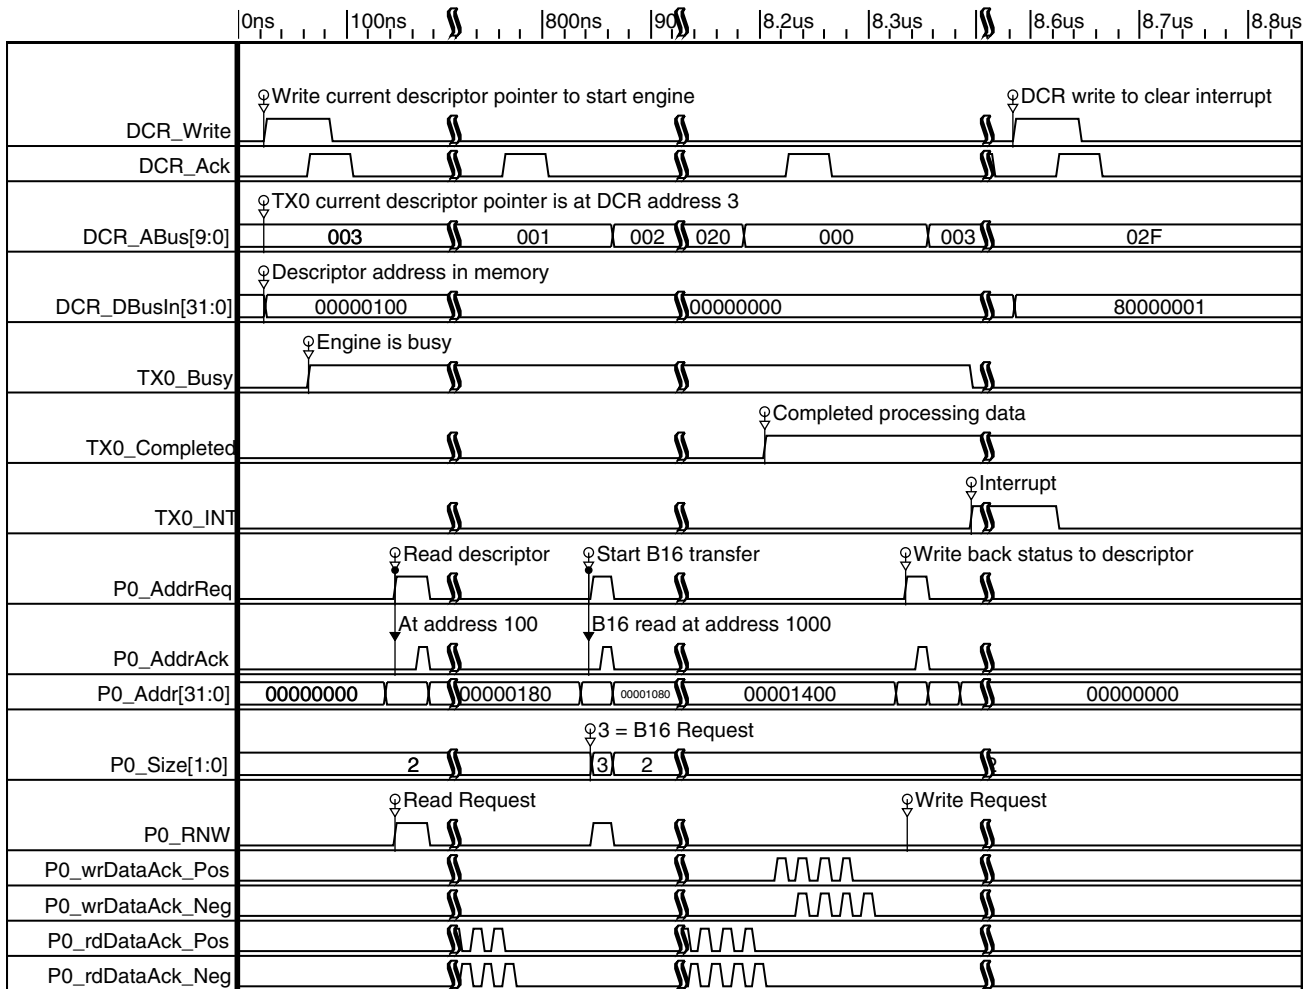 0ns 100ns 800ns 90 8.2us 8.3us 8.6us 8.7us 8.8us
Write current descriptor pointer to start engine DCR write to clear interrupt
DCR_Write
DCR_Ack
TX0 current descriptor pointer is at DCR address 3
DCR_ABus[9:0] 003 001 002 020 000 003 02F
Descriptor address in memory
DCR_DBusIn[31:0] 00000100 00000000 80000001
Engine is busy
TX0_Busy
Completed processing data
TX0_Completed
Interrupt
TX0_INT
Read descriptor Start B16 transfer Write back status to descriptor
P0_AddrReq
At address 100 B16 read at address 1000
P0_AddrAck
P0_Addr[31:0] 00000000 00000180 00001080 00001400 00000000
3 = B16 Request
P0_Size[1:0] 2 3 2
Read Request Write Request
P0_RNW
P0_wrDataAck_Pos
P0_wrDataAck_Neg
P0_rdDataAck_Pos
P0_rdDataAck_Neg